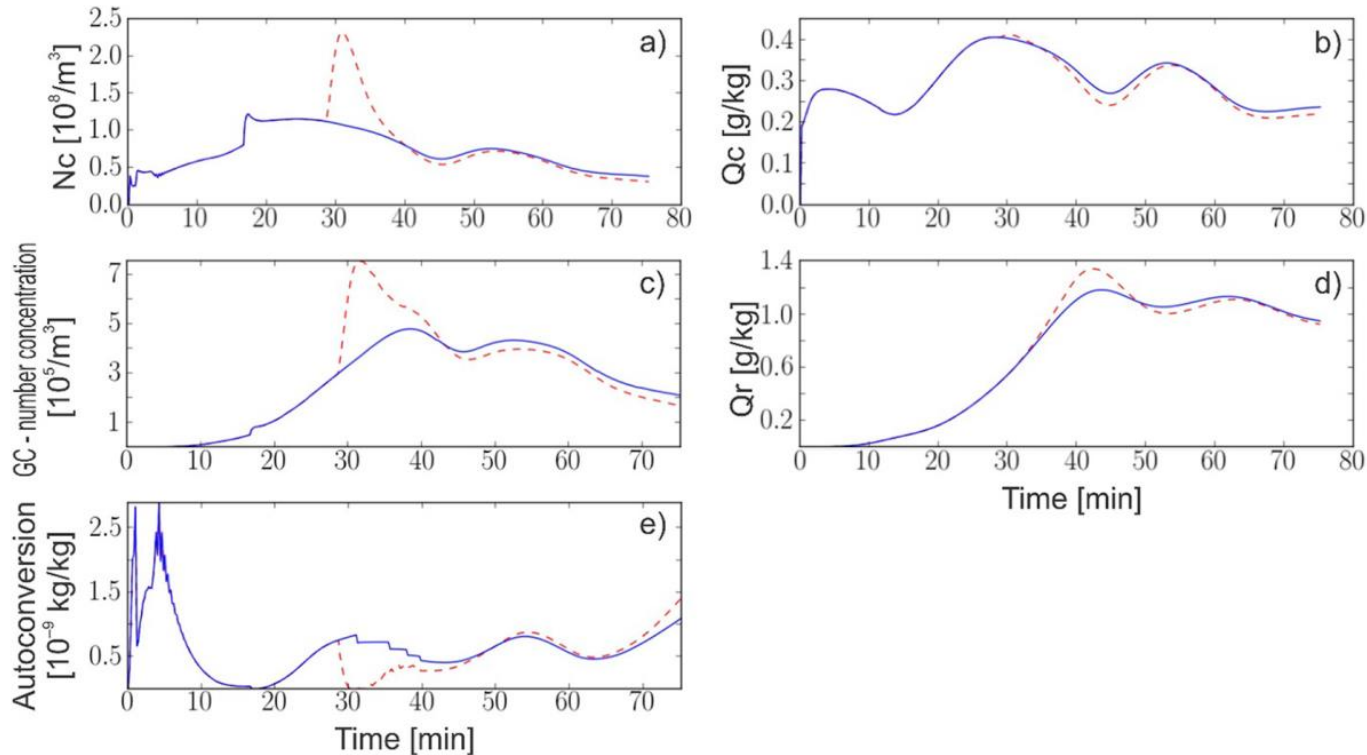 a)
Nc [10⁸/m³]
2.5
2.0
1.5
1.0
0.5
0.0
0 10 20 30 40 50 60 70 80
b)
Qc [g/kg]
0.4
0.3
0.2
0.1
0.0
0 10 20 30 40 50 60 70 80
c)
GC - number concentration
[10⁵/m³]
7
5
3
1
0 10 20 30 40 50 60 70
d)
Qr [g/kg]
1.4
1.0
0.6
0.2
0 10 20 30 40 50 60 70 80
Time [min]
e)
Autoconversion
[10⁻⁹ kg/kg]
2.5
1.5
0.5
0 10 20 30 40 50 60 70
Time [min]